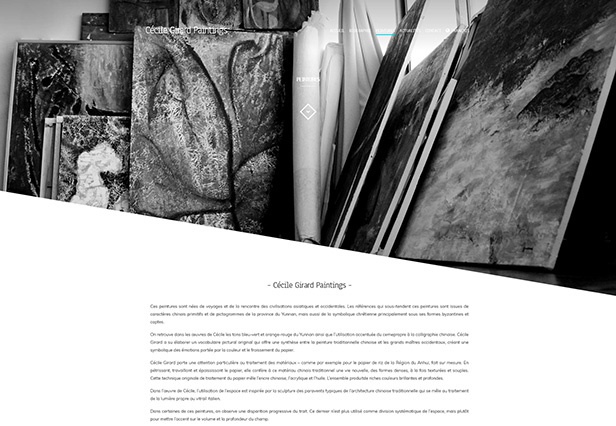 Cécile Girard Paintings
PEINTURES
- Cécile Girard Paintings -
Ces peintures sont nées de voyages et de la rencontre des civilisations asiatiques et occidentales. Les références qui sous-tendent ces peintures sont issues de
caractères chinois primitifs et de pictogrammes de la province du Yunnan, mais aussi de la symbolique chrétienne principalement sous ses formes byzantines et
coptes.
On retrouve dans les œuvres de Cécile les tons bleu-vert et orange-rouge du Yunnan ainsi que l'utilisation accentuée du
à la calligraphie chinoise. Cécile
Girard a su élaborer un vocabulaire pictural original qui offre une synthèse entre la peinture traditionnelle chinoise et les grands maîtres occidentaux, créant une
symbolique des émotions portée par la couleur et le froissement du papier.
Cécile Girard porte une attention particulière au traitement des matériaux – comme par exemple pour le papier de riz de la Région du Anhui, fait sur mesure. En
pétrissant, travaillant et épaississant le papier, elle confère à ce matériau chinois traditionnel une vie nouvelle, des formes denses, à la fois texturées et souples.
Cette technique originale de traitement du papier mêle l'encre chinoise, l'acrylique et l'huile. L'ensemble produisits riches couleurs brillantes et profondes.
Dans l'œuvre de Cécile, l'utilisation de l'espace est inspirée par la sculpture des paravents typiques de l'architecture chinoise traditionnelle qui se mêle au traitement
de la lumière propre au vitrail italien.
Dans certaines de ces peintures, on observe une disparition progressive du trait. Ce dernier n'est plus utilisé comme division systématique de l'espace, mais plutôt
pour mettre l'accent sur le volume et la profondeur du champ.